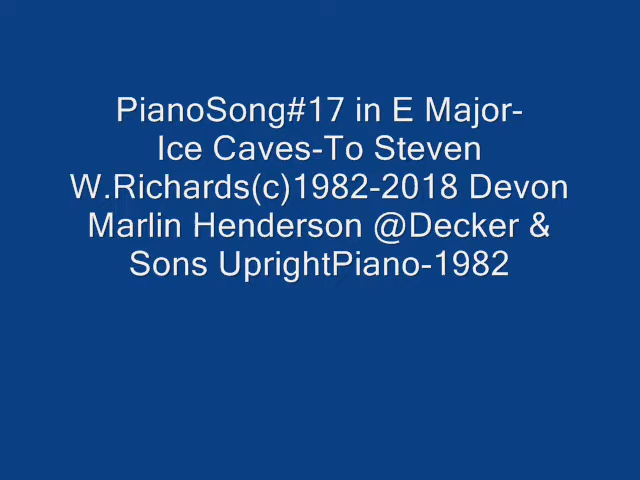 PianoSong#17 in E Major-
Ice Caves-To Steven
W.Richards(c)1982-2018 Devon
Marlin Henderson @Decker &
Sons UprightPiano-1982